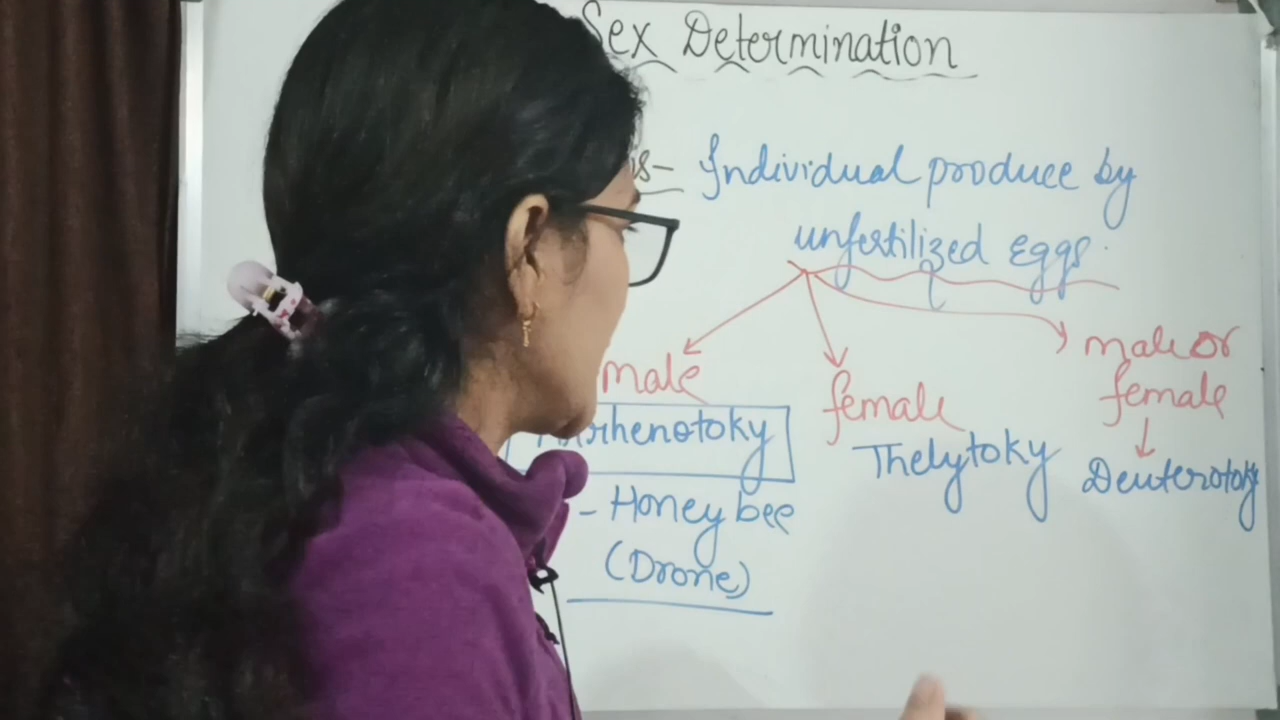 Sex Determination
Individual produce by
unfertilized eggs.
male
female
male or
female
Thelytoky
Deuterotoky
- Honey bee
(Drone)